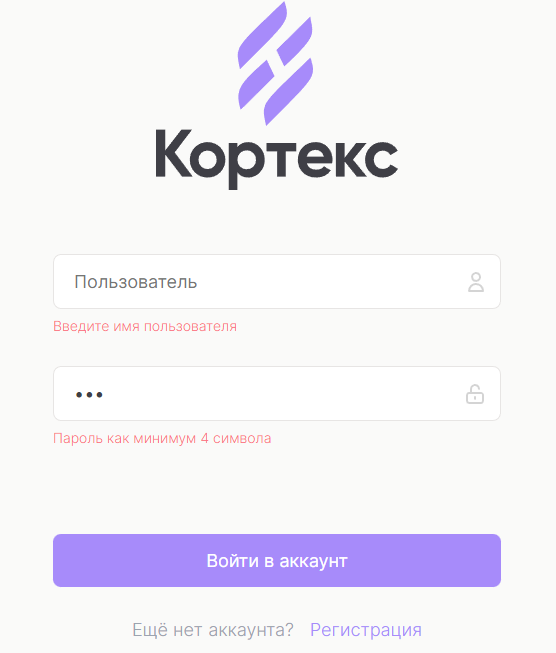 Кортекс
Пользователь
Введите имя пользователя
•••
Пароль как минимум 4 символа
Войти в аккаунт
Ещё нет аккаунта? Регистрация